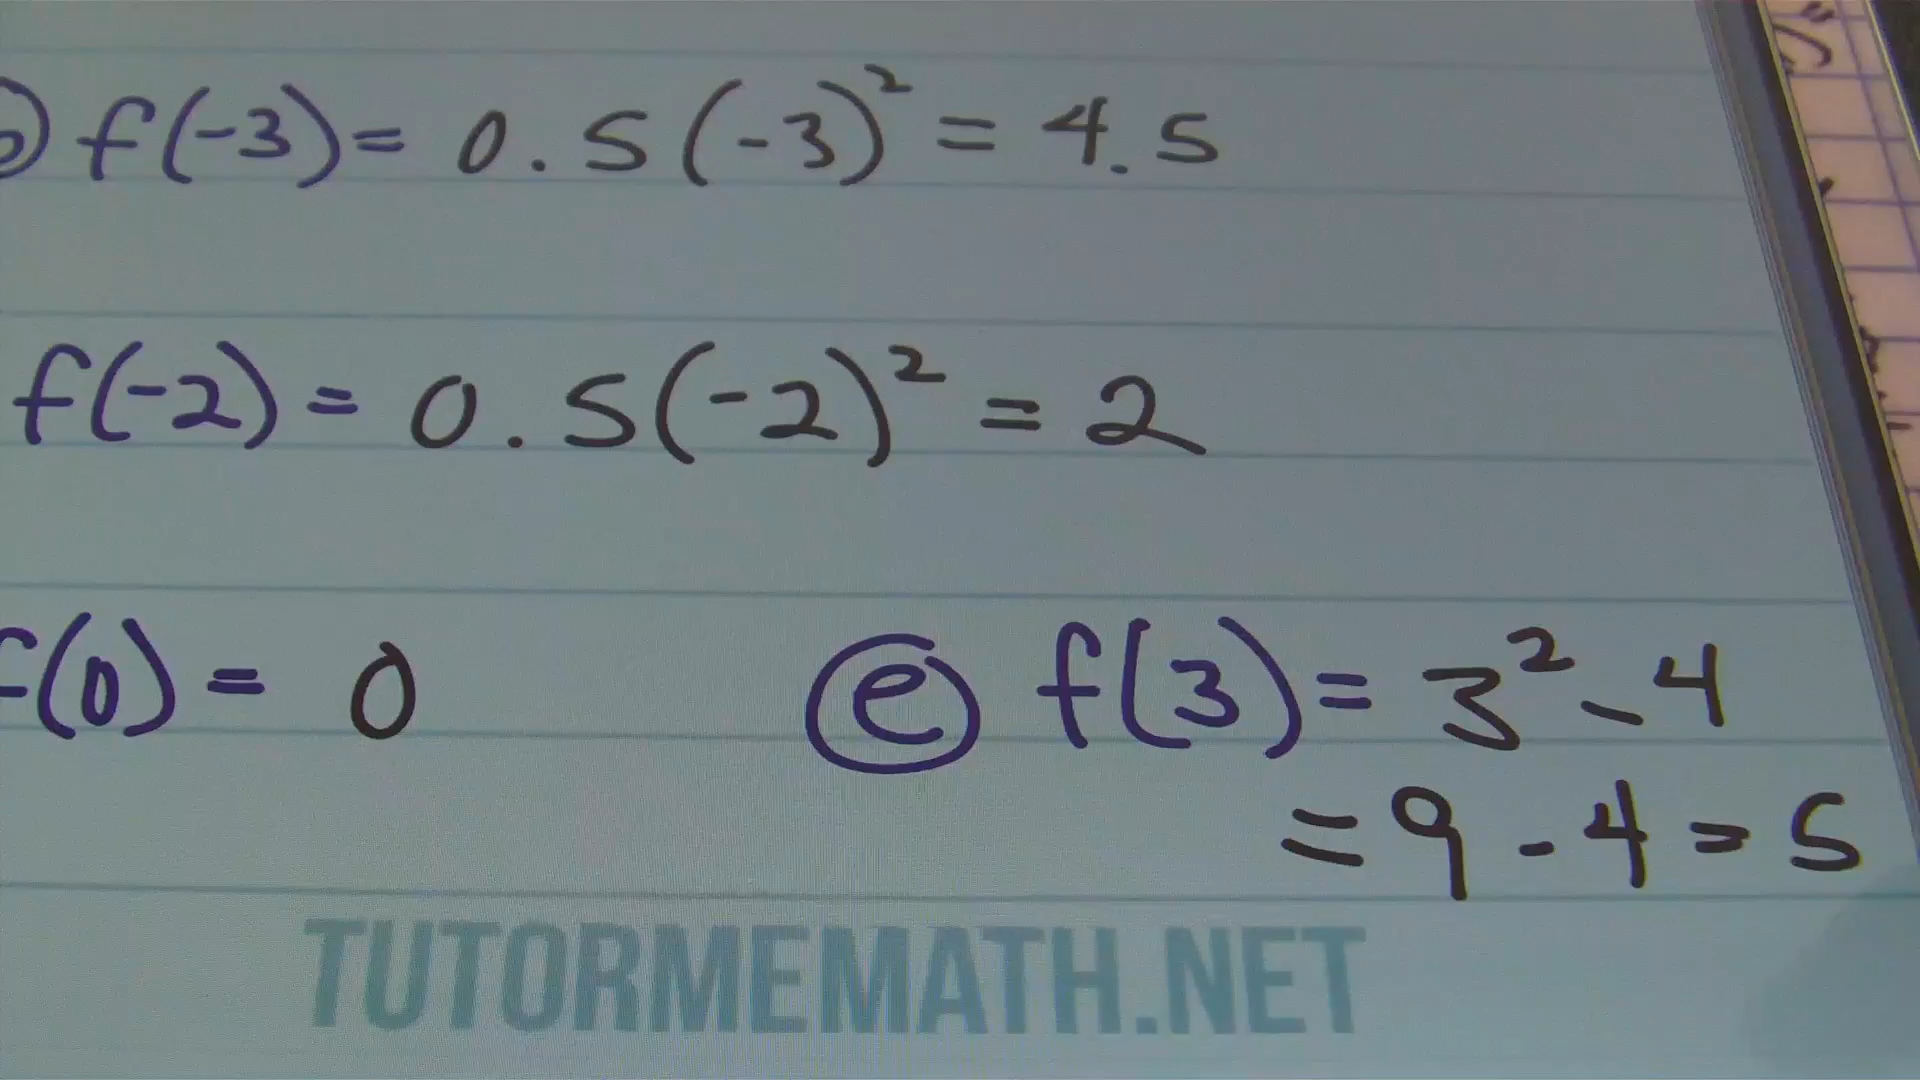 b) f(-3) = 0.5(-3)² = 4.5
f(-2) = 0.5(-2)² = 2
f(0) = 0
e f(3) = 3² - 4
= 9 - 4 = 5
TUTORMEMATH.NET